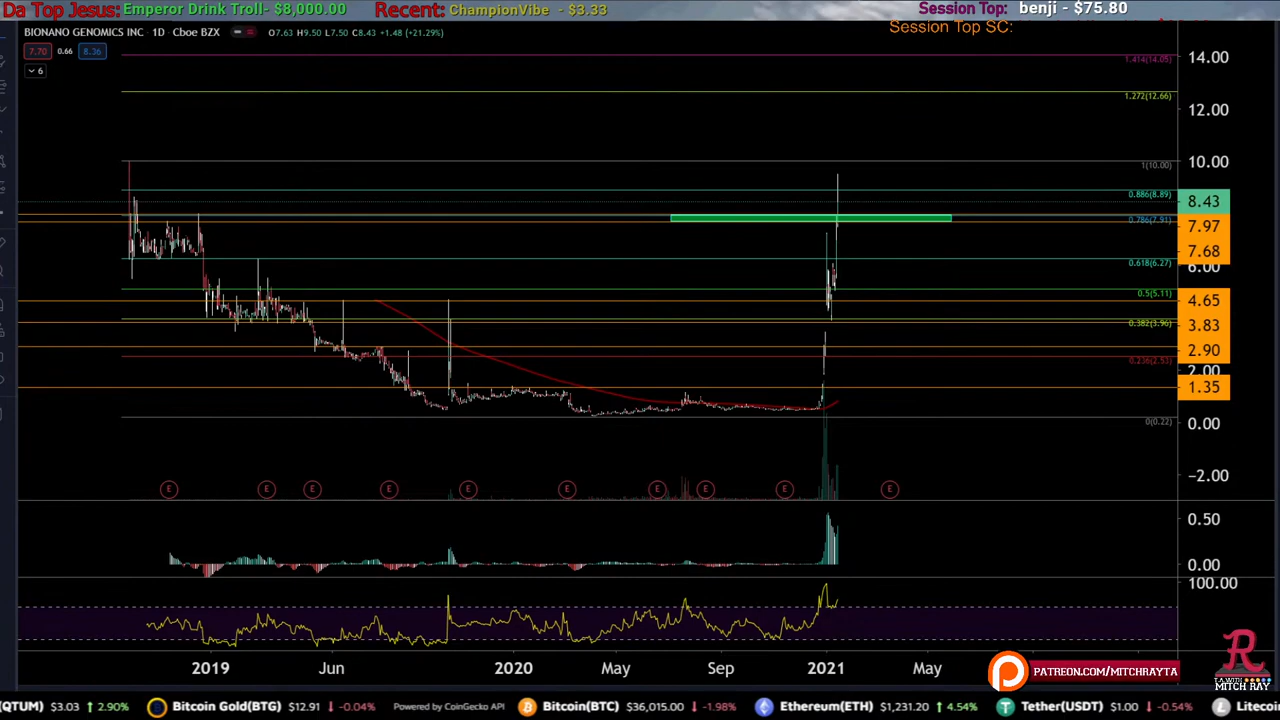 Da Top Jesus: Emperor Drink Troll- $8,000.00 Recent: ChampionVibe - $3.33 Session Top: benji - $75.80
Session Top SC:
BIONANO GENOMICS INC · 1D · Cboe BZX O7.63 H9.50 L7.50 C8.43 +1.48 (+21.29%)
7.70 0.66 8.36
6
1.414(14.05)
14.00
1.272(12.66)
12.00
1(10.00)
10.00
0.886(8.89)
8.43
0.786(7.91)
7.97
7.68
0.618(6.27)
6.00
0.5(5.11)
4.65
0.382(3.96)
3.83
2.90
0.236(2.53)
2.00
1.35
0(0.22)
0.00
−2.00
E E E E E E E E E E
0.50
0.00
100.00
2019 Jun 2020 May Sep 2021 May
PATREON.COM/MITCHRAYTA
R
T.A. WITH
MITCH RAY
(QTUM) $3.03 2.90% Bitcoin Gold(BTG) $12.91 -0.04% Powered by CoinGecko API Bitcoin(BTC) $36,015.00 -1.98% Ethereum(ETH) $1,231.20 4.54% Tether(USDT) $1.00 -0.54% Liteco